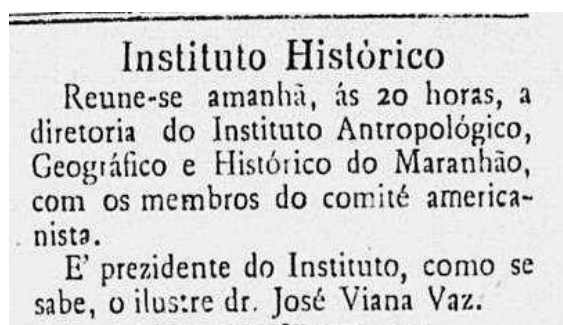 Instituto Histórico
Reune-se amanhã, ás 20 horas, a
diretoria do Instituto Antropológico,
Geográfico e Histórico do Maranhão,
com os membros do comité america-
nista.
E' prezidente do Instituto, como se
sabe, o ilustre dr. José Viana Vaz.